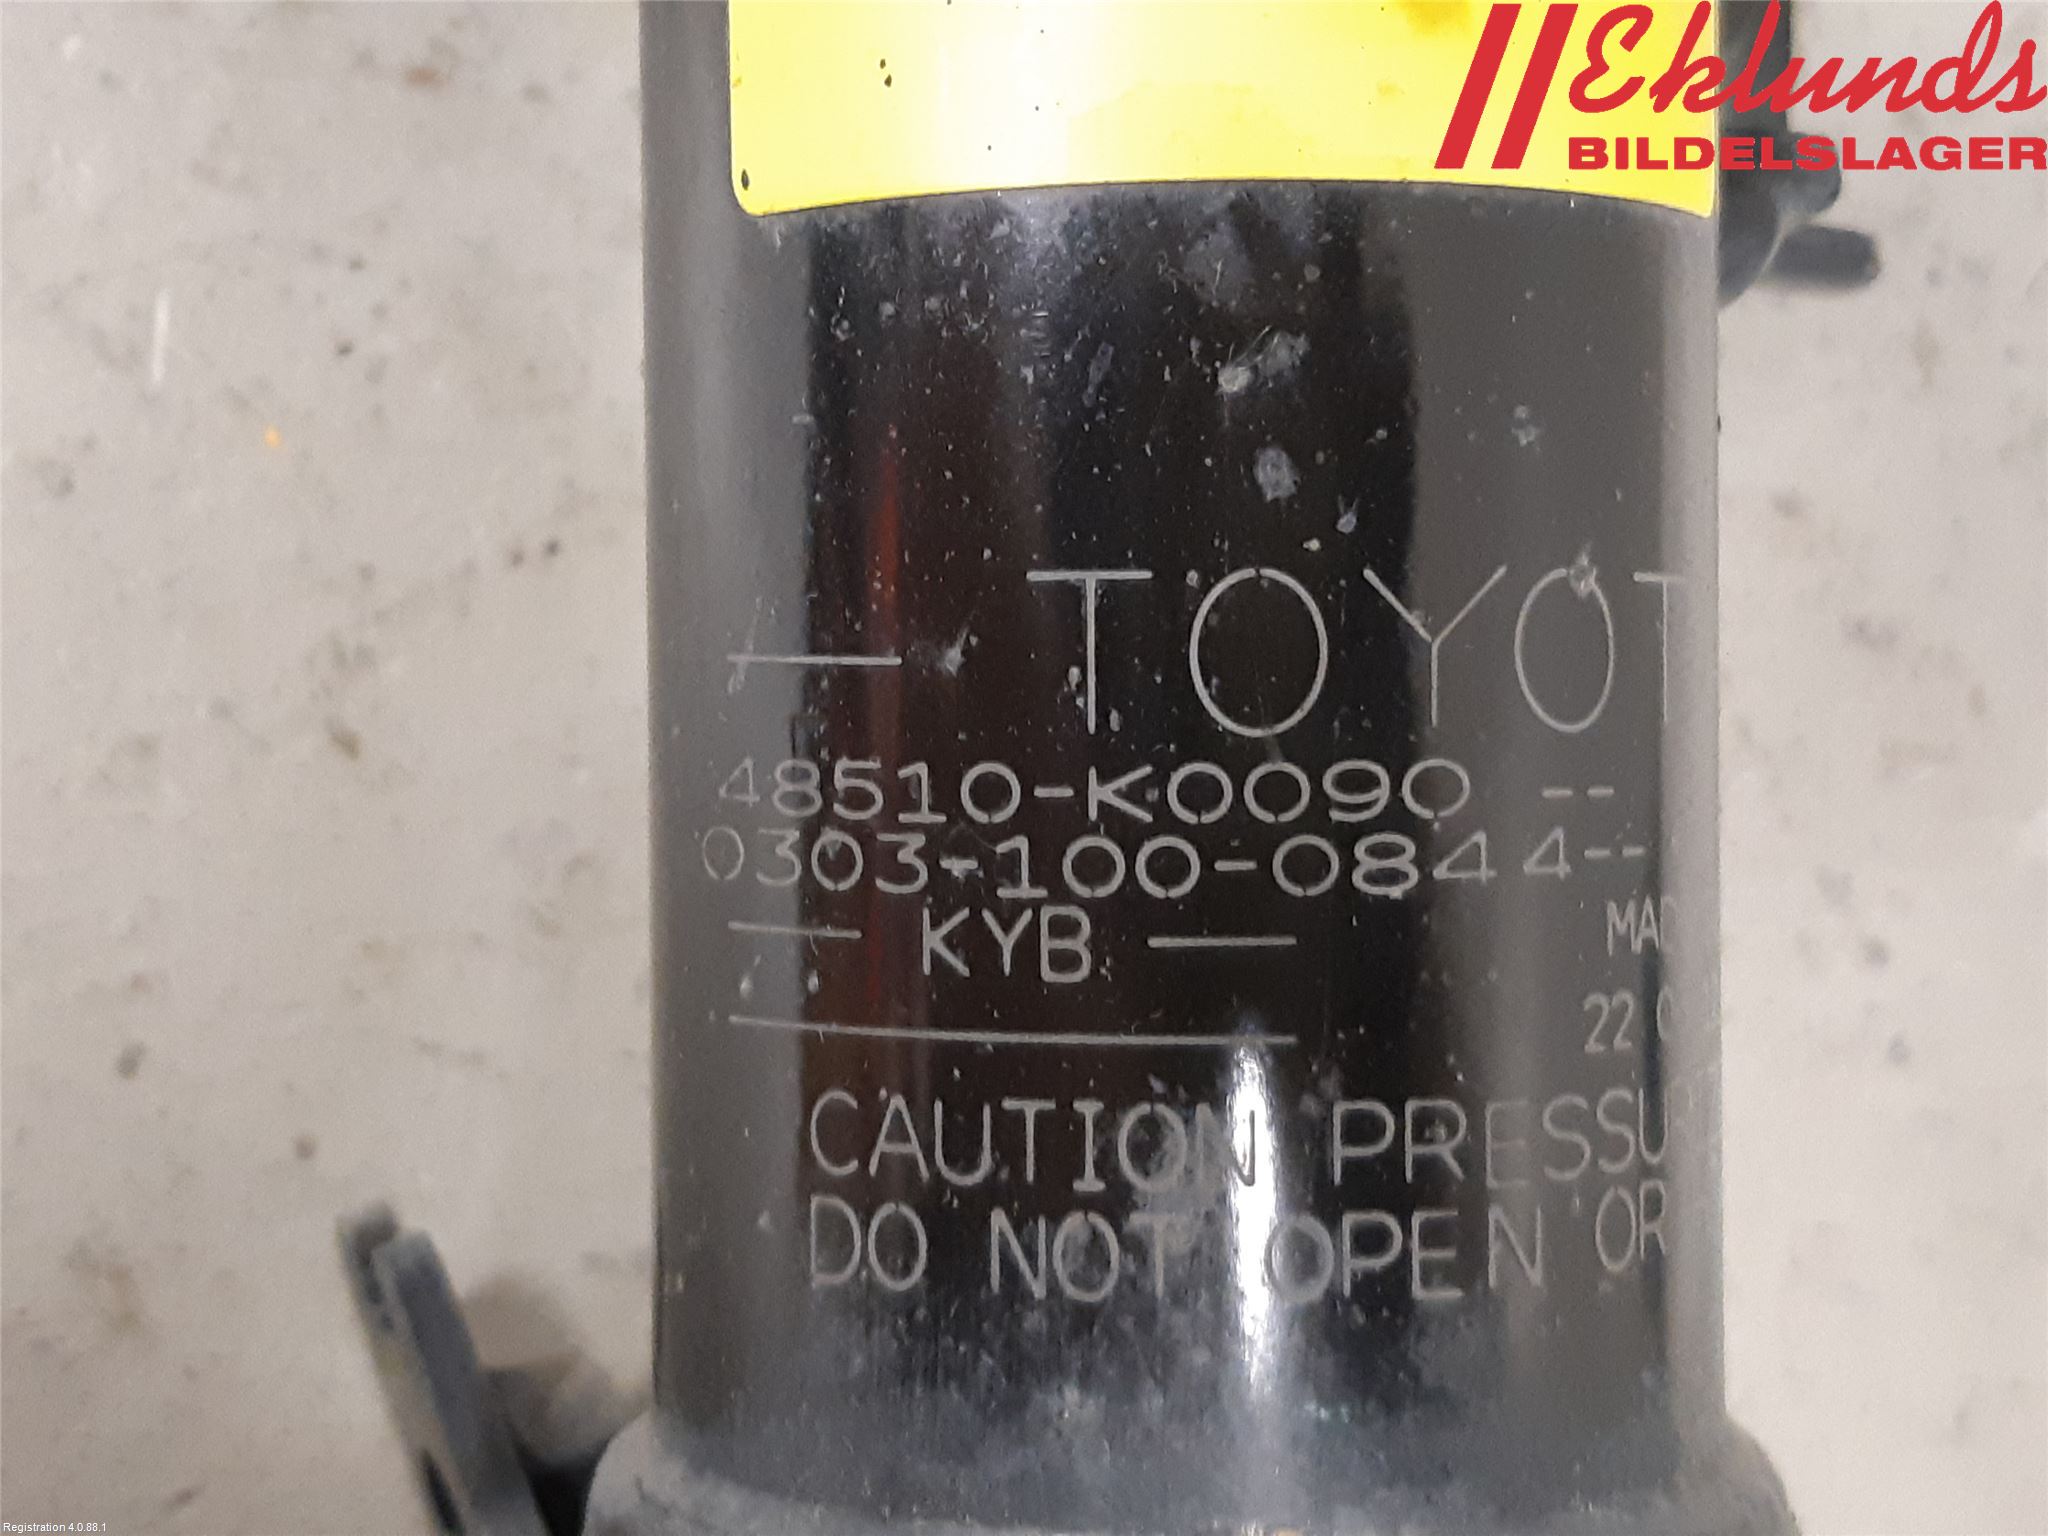 Eklunds
BILDELSLAGER
TOYOT
48510-K0090 --
0303-100-0844--
KYB
MAD
22
CAUTION PRESSU
DO NOT OPEN OR
Registration 4.0.88.1